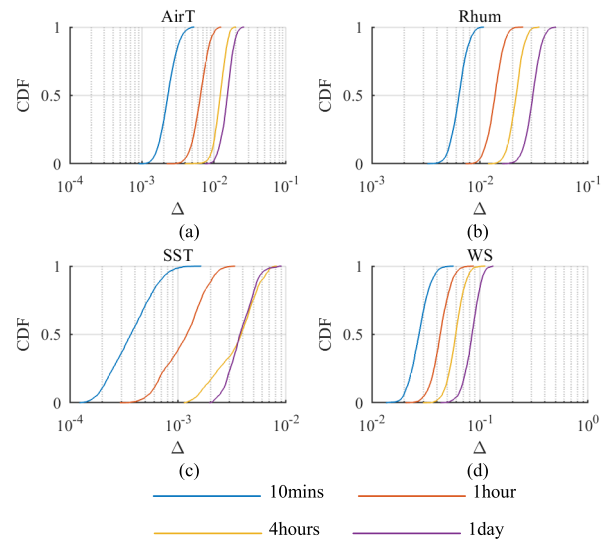 AirT
Rhum
1
0.5
0
CDF
10^-4
10^-3
10^-2
10^-1
Δ
(a)
1
0.5
0
CDF
10^-3
10^-2
10^-1
Δ
(b)
SST
WS
1
0.5
0
CDF
10^-4
10^-3
10^-2
Δ
(c)
1
0.5
0
CDF
10^-2
10^-1
10^0
Δ
(d)
10mins
1hour
4hours
1day